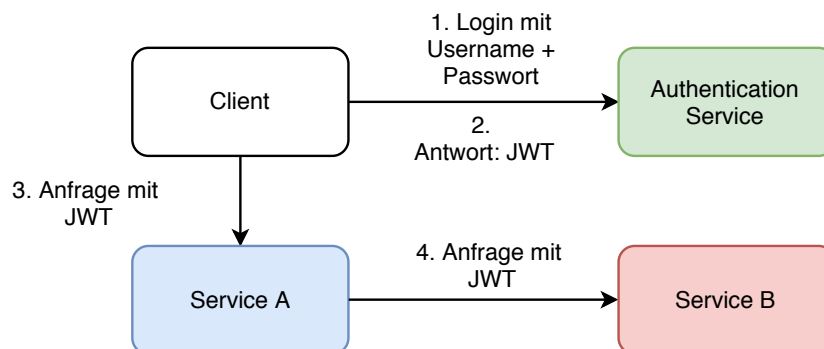 1. Login mit
Username +
Passwort
Client
Authentication
Service
2.
Antwort: JWT
3. Anfrage mit
JWT
4. Anfrage mit
JWT
Service A
Service B